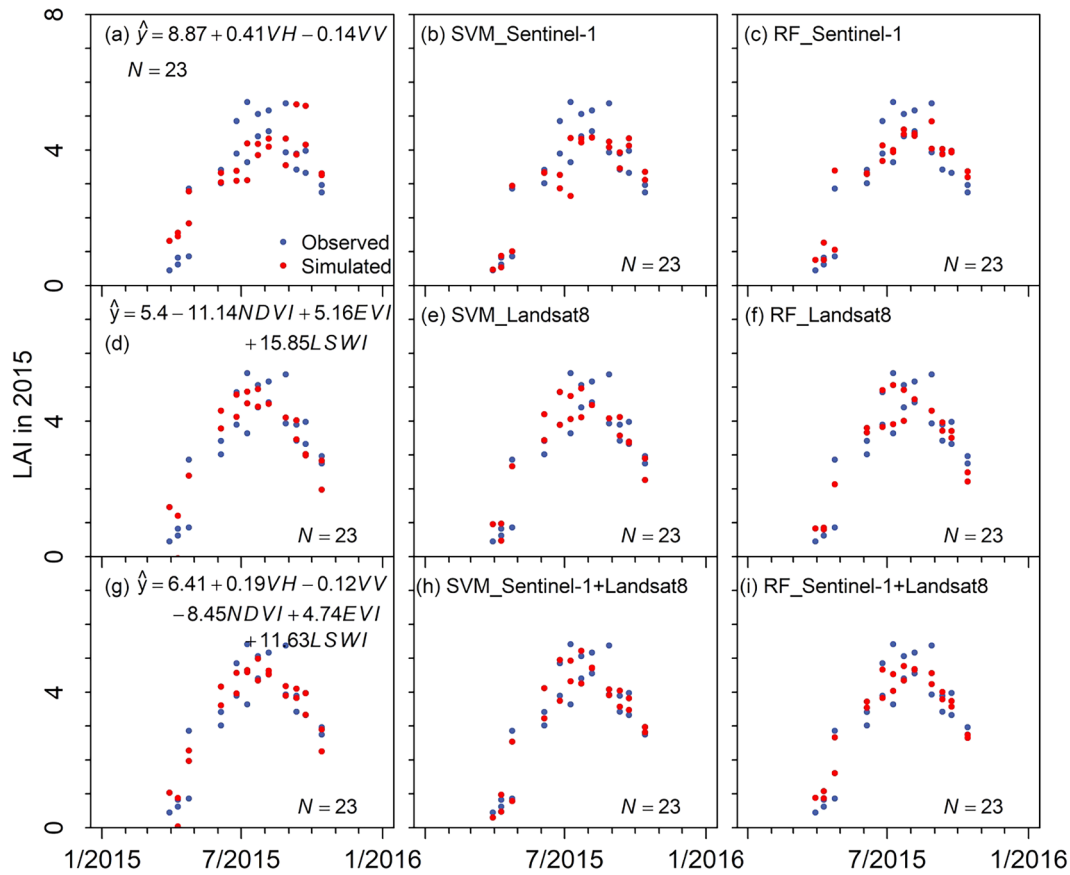 (a) ŷ = 8.87 + 0.41VH − 0.14VV
N = 23
Observed
Simulated
(b) SVM_Sentinel-1
N = 23
(c) RF_Sentinel-1
N = 23
ŷ = 5.4 − 11.14NDVI + 5.16EVI
(d) + 15.85LSWI
N = 23
(e) SVM_Landsat8
N = 23
(f) RF_Landsat8
N = 23
(g) ŷ = 6.41 + 0.19VH − 0.12VV
−8.45NDVI + 4.74EVI
+ 11.63LSWI
N = 23
(h) SVM_Sentinel-1+Landsat8
N = 23
(i) RF_Sentinel-1+Landsat8
N = 23
LAI in 2015
8
4
0
4
0
4
0
1/2015
7/2015
1/2016
7/2015
1/2016
7/2015
1/2016